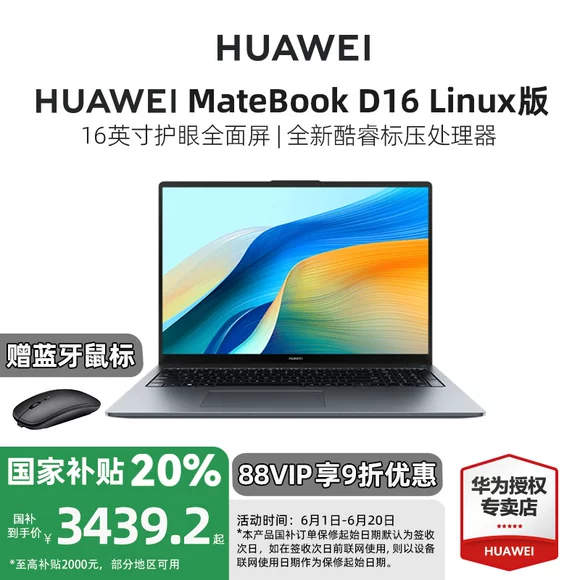 HUAWEI
HUAWEI MateBook D16 Linux版
16英寸护眼全面屏 | 全新酷睿标压处理器
HUAWEI
赠蓝牙鼠标
国家补贴 20%
88VIP 享9折优惠
国补
到手价 ¥ 3439.2 起
*至高补贴2000元，部分地区可用
活动时间：6月1日-6月20日
*本产品国补订单保修起始日期默认为签收
次日，如在签收次日前联网使用，则以设备
联网使用日期作为保修起始日期。
华为授权
专卖店
HUAWEI